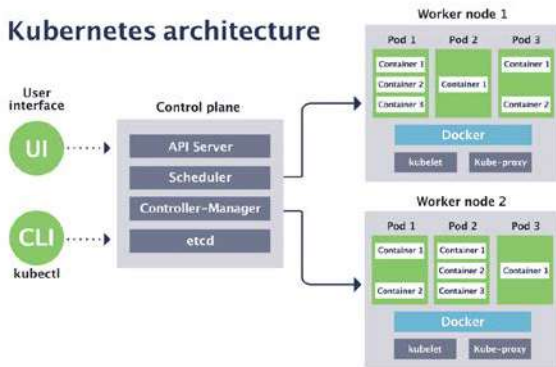 Kubernetes architecture
User
interface
UI
CLI
kubectl
Control plane
API Server
Scheduler
Controller-Manager
etcd
Worker node 1
Pod 1
Pod 2
Pod 3
Container 1
Container 2
Container 3
Container 1
Container 1
Container 2
Docker
kubelet
Kube-proxy
Worker node 2
Pod 1
Pod 2
Pod 3
Container 1
Container 2
Container 1
Container 2
Container 3
Container 1
Docker
kubelet
Kube-proxy